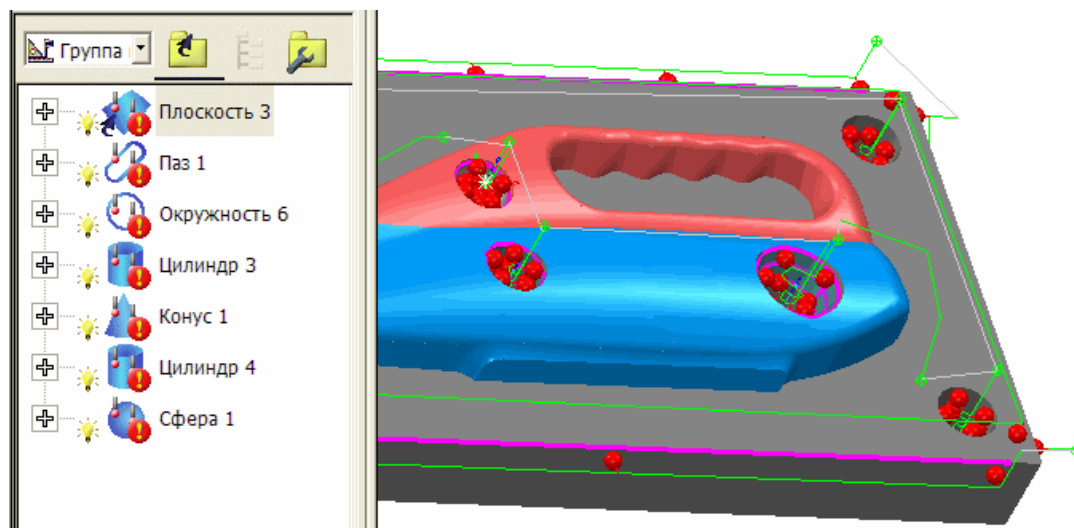 Группа
Плоскость 3
Паз 1
Окружность 6
Цилиндр 3
Конус 1
Цилиндр 4
Сфера 1